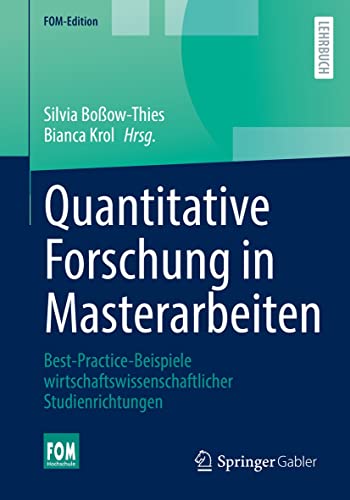 FOM-Edition
LEHRBUCH
Silvia Boßow-Thies
Bianca Krol Hrsg.
Quantitative
Forschung in
Masterarbeiten
Best-Practice-Beispiele
wirtschaftswissenschaftlicher
Studienrichtungen
FOM
Hochschule
Springer Gabler